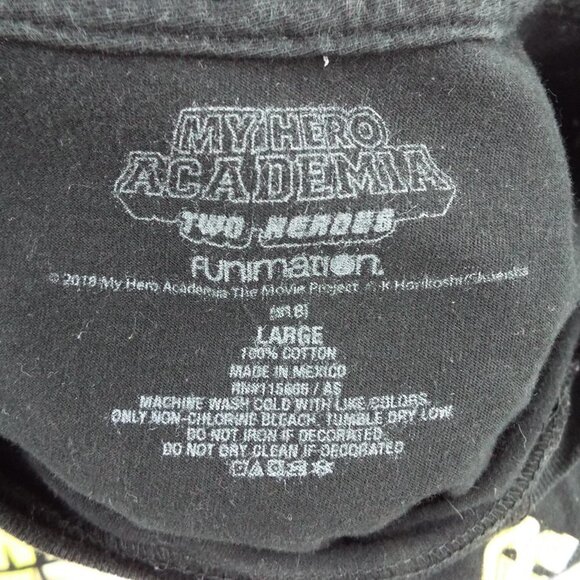 MY HERO
ACADEMIA
TWO HEROES
FUNIMATION.
© 2018 My Hero Academia The Movie Project K Horikoshi/Shueisha
LARGE
100% COTTON
MADE IN MEXICO
/ AS
MACHINE WASH COLD WITH LIKE COLORS.
ONLY NON-CHLORINE BLEACH. TUMBLE DRY LOW
DO NOT IRON IF DECORATED.
DO NOT DRY CLEAN IF DECORATED